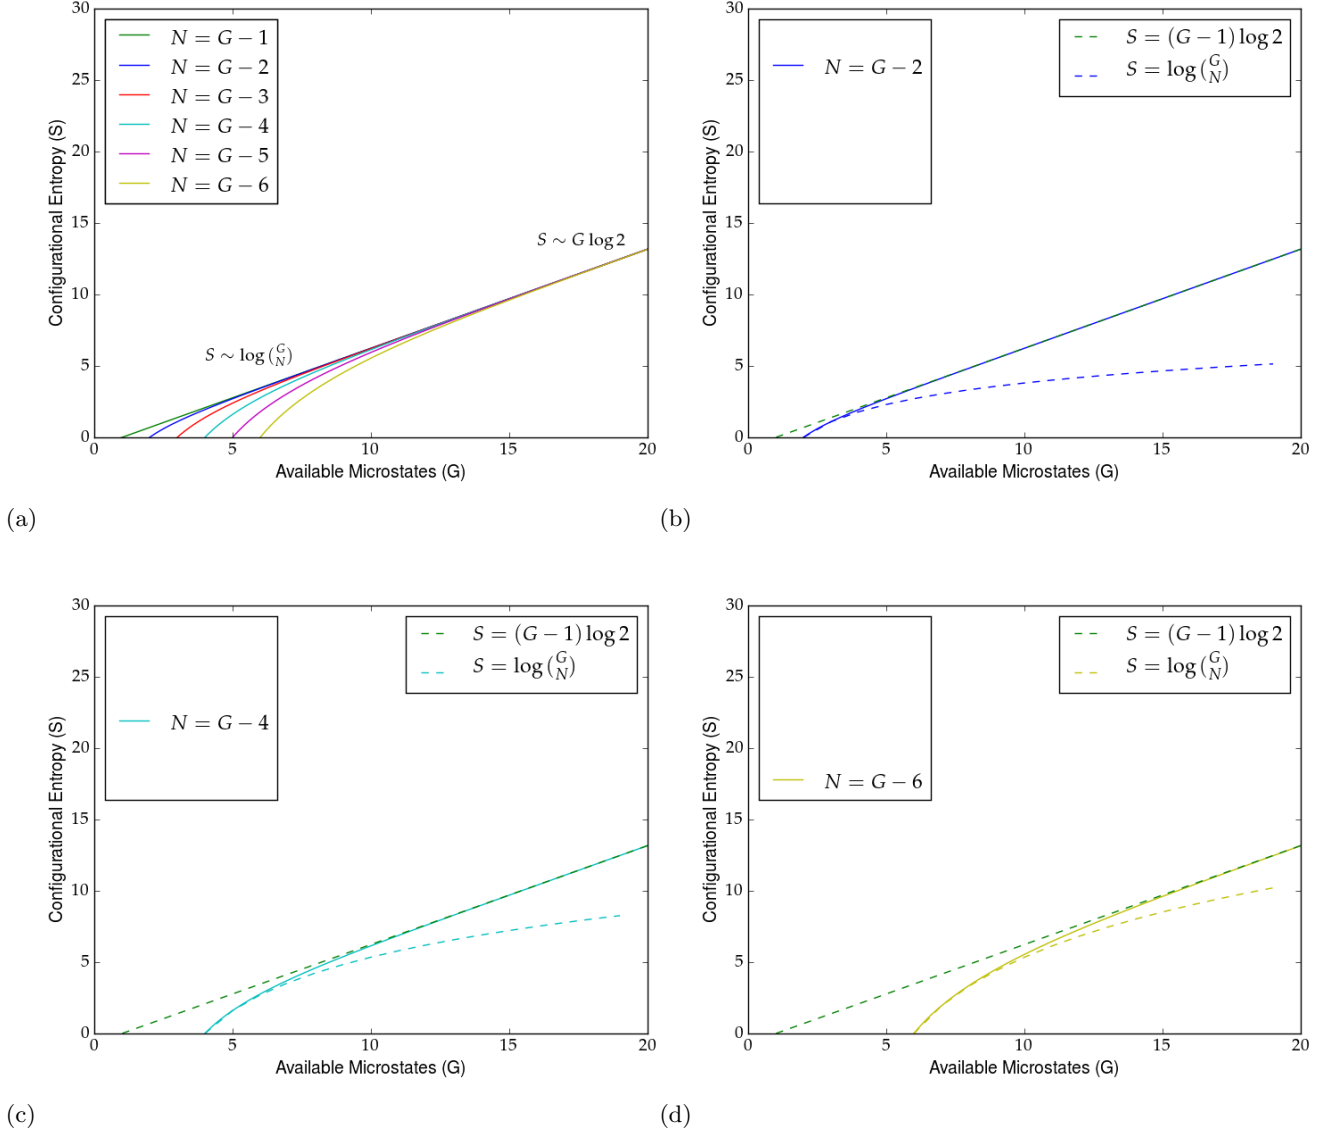 30
25
20
15
10
5
0
0 5 10 15 20
Configurational Entropy (S)
Available Microstates (G)
N = G − 1
N = G − 2
N = G − 3
N = G − 4
N = G − 5
N = G − 6
S ∼ G log 2
S ∼ log (G N)
(a)
30
25
20
15
10
5
0
0 5 10 15 20
Configurational Entropy (S)
Available Microstates (G)
N = G − 2
S = (G − 1) log 2
S = log (G N)
(b)
30
25
20
15
10
5
0
0 5 10 15 20
Configurational Entropy (S)
Available Microstates (G)
N = G − 4
S = (G − 1) log 2
S = log (G N)
(c)
30
25
20
15
10
5
0
0 5 10 15 20
Configurational Entropy (S)
Available Microstates (G)
N = G − 6
S = (G − 1) log 2
S = log (G N)
(d)